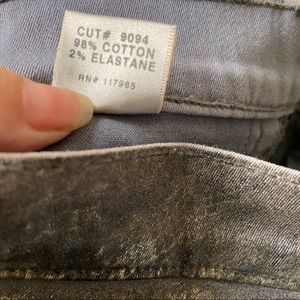 CUT# 9094
98% COTTON
2% ELASTANE
RN# 117965